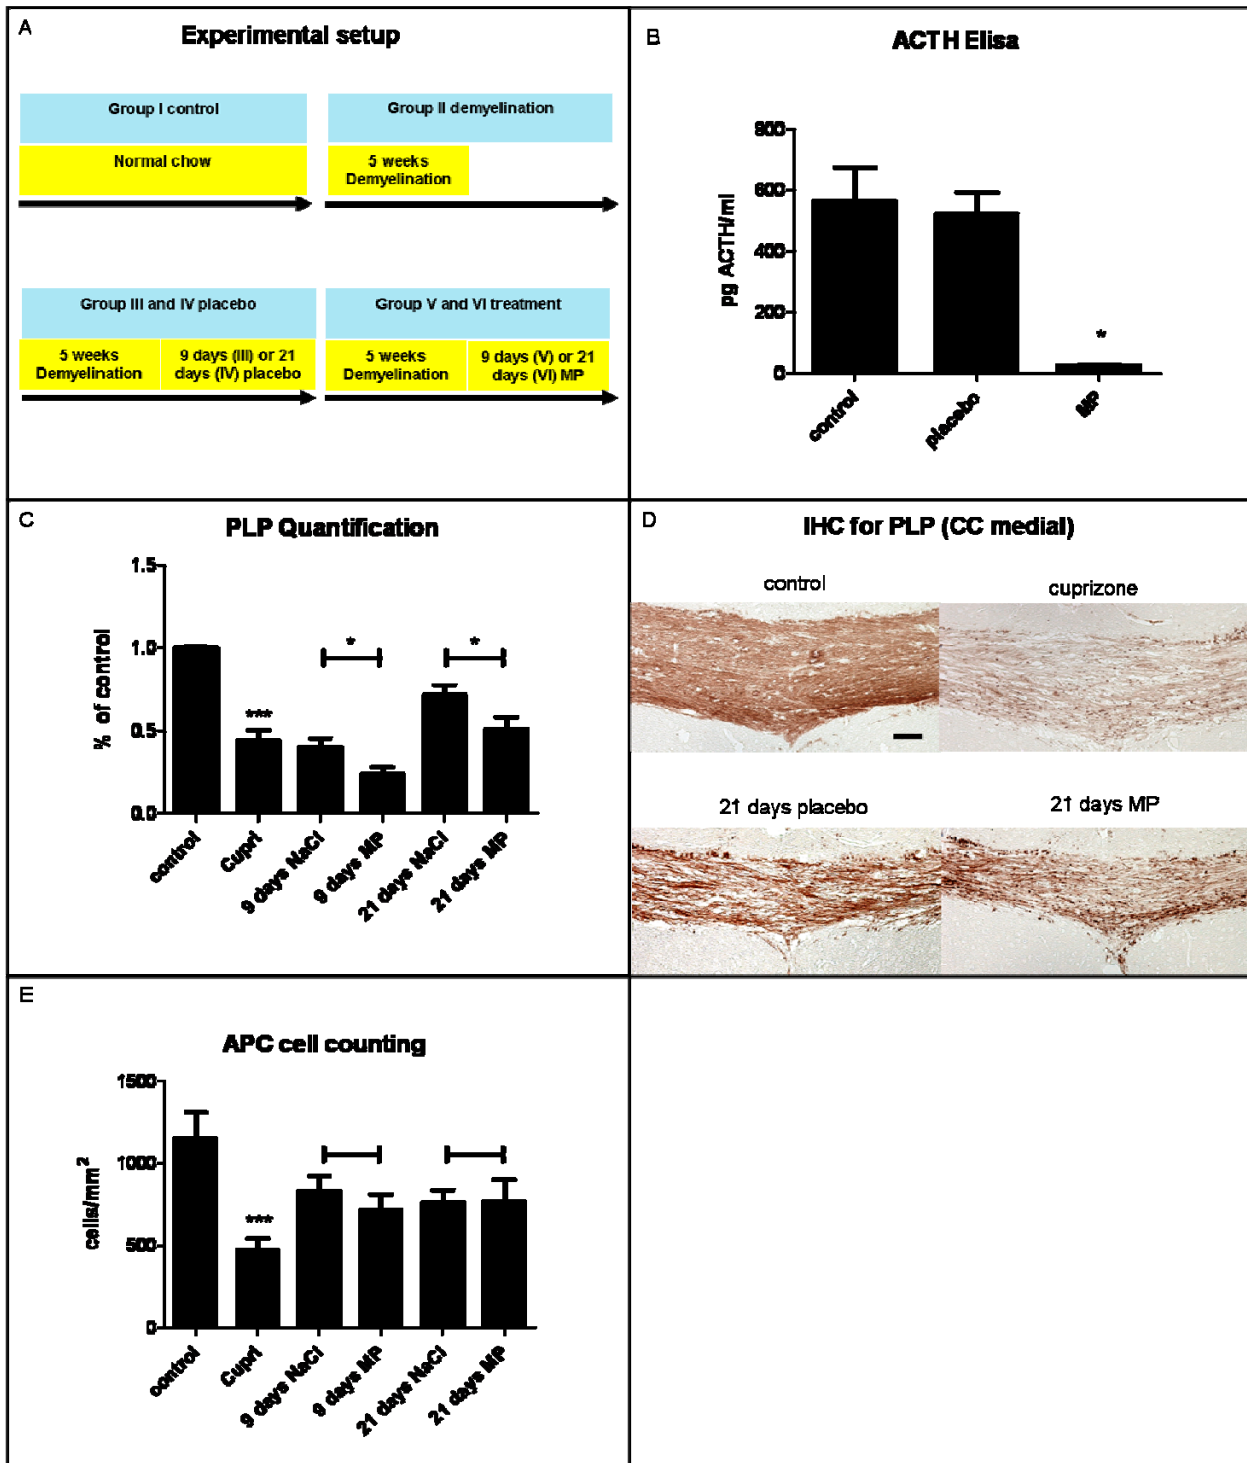 A
Experimental setup
Group I control
Normal chow
Group II demyelination
5 weeks
Demyelination
Group III and IV placebo
5 weeks
Demyelination
9 days (III) or 21
days (IV) placebo
Group V and VI treatment
5 weeks
Demyelination
9 days (V) or 21
days (VI) MP
B
ACTH Elisa
pg ACTH/ml
800
600
400
200
0
*
control
placebo
MP
C
PLP Quantification
% of control
1.5
1.0
0.5
0.0
***
*
*
control
Cupri
9 days NaCl
9 days MP
21 days NaCl
21 days MP
D
IHC for PLP (CC medial)
control
cuprizone
21 days placebo
21 days MP
E
APC cell counting
cells/mm²
1500
1000
500
0
***
control
Cupri
9 days NaCl
9 days MP
21 days NaCl
21 days MP